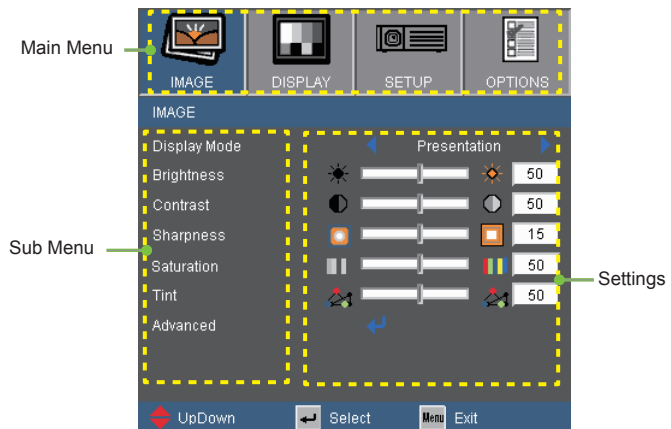 Main Menu
IMAGE DISPLAY SETUP OPTIONS
IMAGE
Display Mode Presentation
Brightness 50
Contrast 50
Sub Menu
Sharpness 15
Saturation 50
Settings
Tint 50
Advanced
UpDown Select Menu Exit